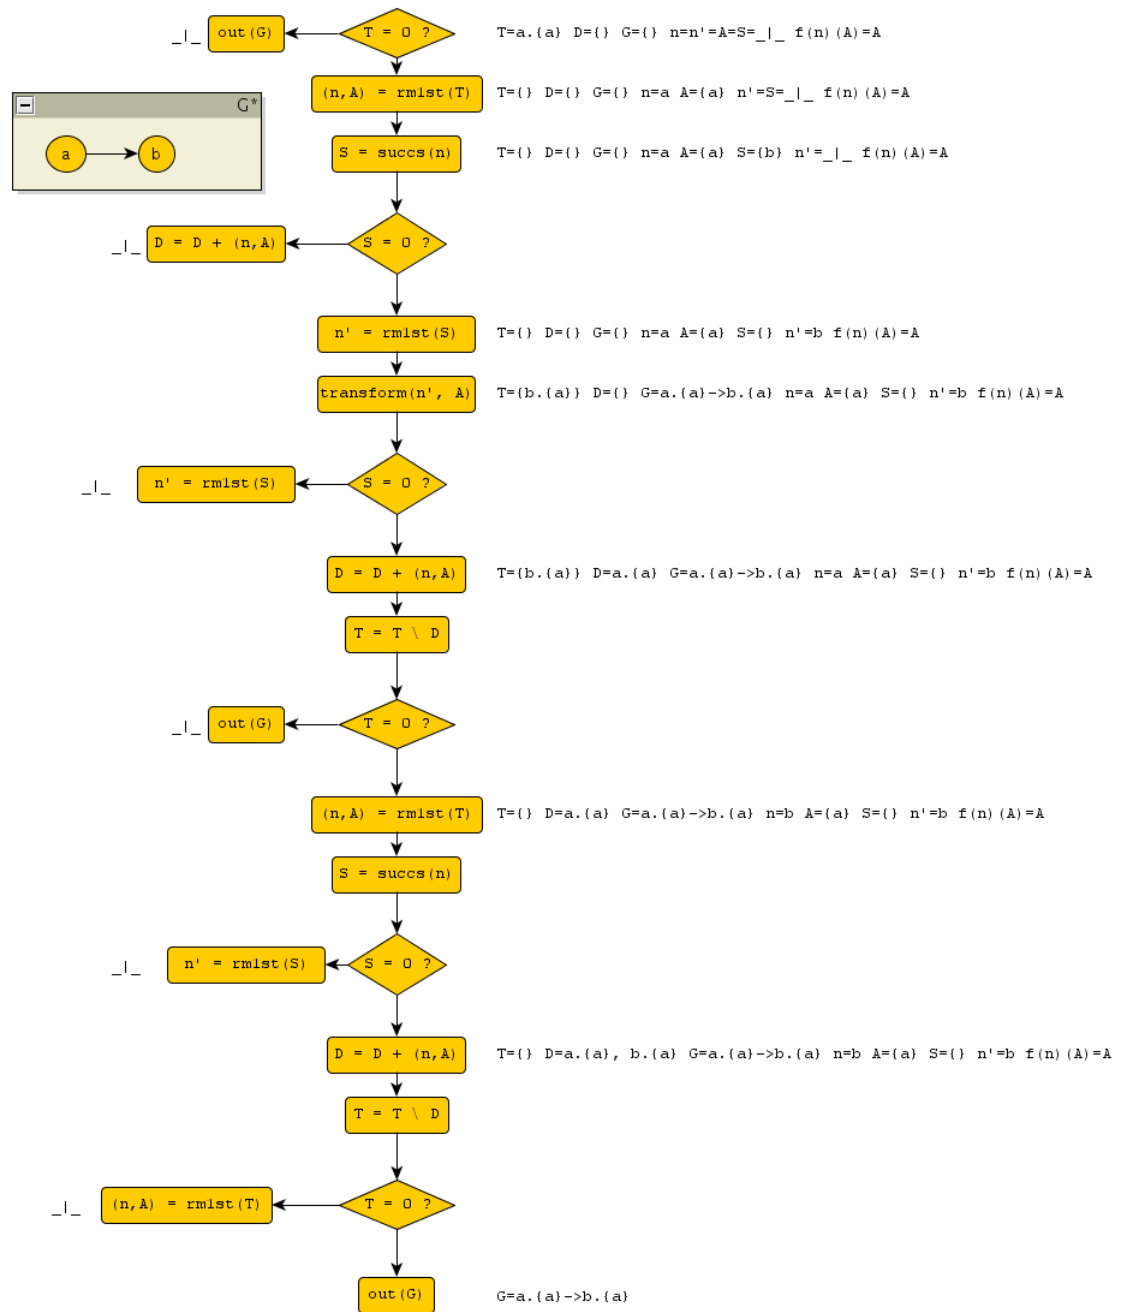 _|_ out(G) T = 0 ? T=a.{a} D={} G={} n=n'=A=S=_|_ f(n)(A)=A
(n,A) = rm1st(T) T={} D={} G={} n=a A={a} n'=S=_|_ f(n)(A)=A
G*
a b
S = succs(n) T={} D={} G={} n=a A={a} S={b} n'=_|_ f(n)(A)=A
_|_ D = D + (n,A) S = 0 ?
n' = rm1st(S) T={} D={} G={} n=a A={a} S={} n'=b f(n)(A)=A
transform(n', A) T={b.{a}} D={} G=a.{a}->b.{a} n=a A={a} S={} n'=b f(n)(A)=A
_|_ n' = rm1st(S) S = 0 ?
D = D + (n,A) T={b.{a}} D=a.{a} G=a.{a}->b.{a} n=a A={a} S={} n'=b f(n)(A)=A
T = T \ D
_|_ out(G) T = 0 ?
(n,A) = rm1st(T) T={} D=a.{a} G=a.{a}->b.{a} n=b A={a} S={} n'=b f(n)(A)=A
S = succs(n)
_|_ n' = rm1st(S) S = 0 ?
D = D + (n,A) T={} D=a.{a}, b.{a} G=a.{a}->b.{a} n=b A={a} S={} n'=b f(n)(A)=A
T = T \ D
_|_ (n,A) = rm1st(T) T = 0 ?
out(G) G=a.{a}->b.{a}